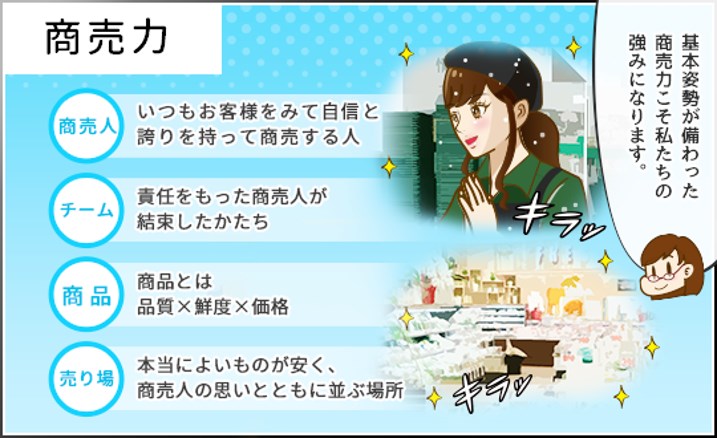 商売力
基本姿勢が備わった
商売力こそ私たちの
強みになります。
商売人
いつもお客様をみて自信と
誇りを持って商売する人
チーム
責任をもった商売人が
結束したかたち
商品
商品とは
品質×鮮度×価格
売り場
本当によいものが安く、
商売人の思いとともに並ぶ場所
キラッ
キラッ